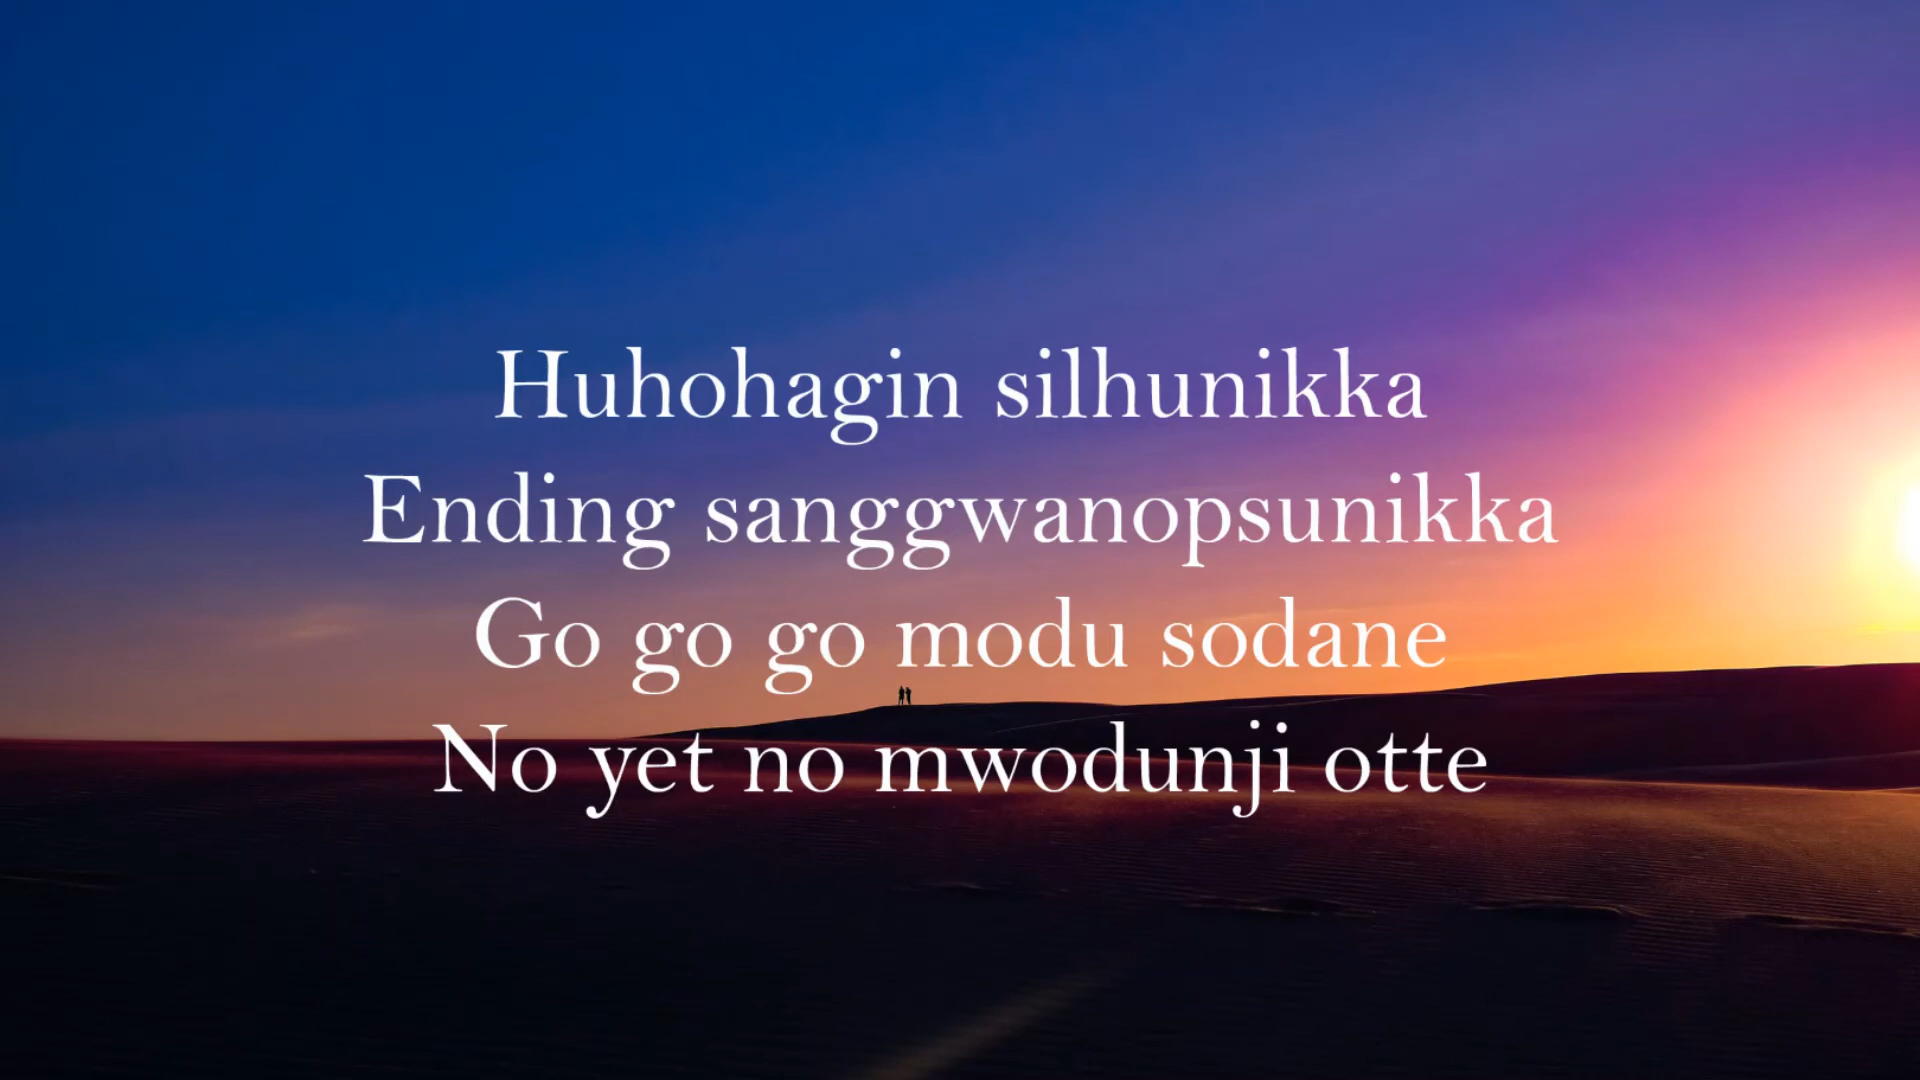 Huhohagin silhunikka
Ending sanggwanopsunikka
Go go go modu sodane
No yet no mwodunji otte